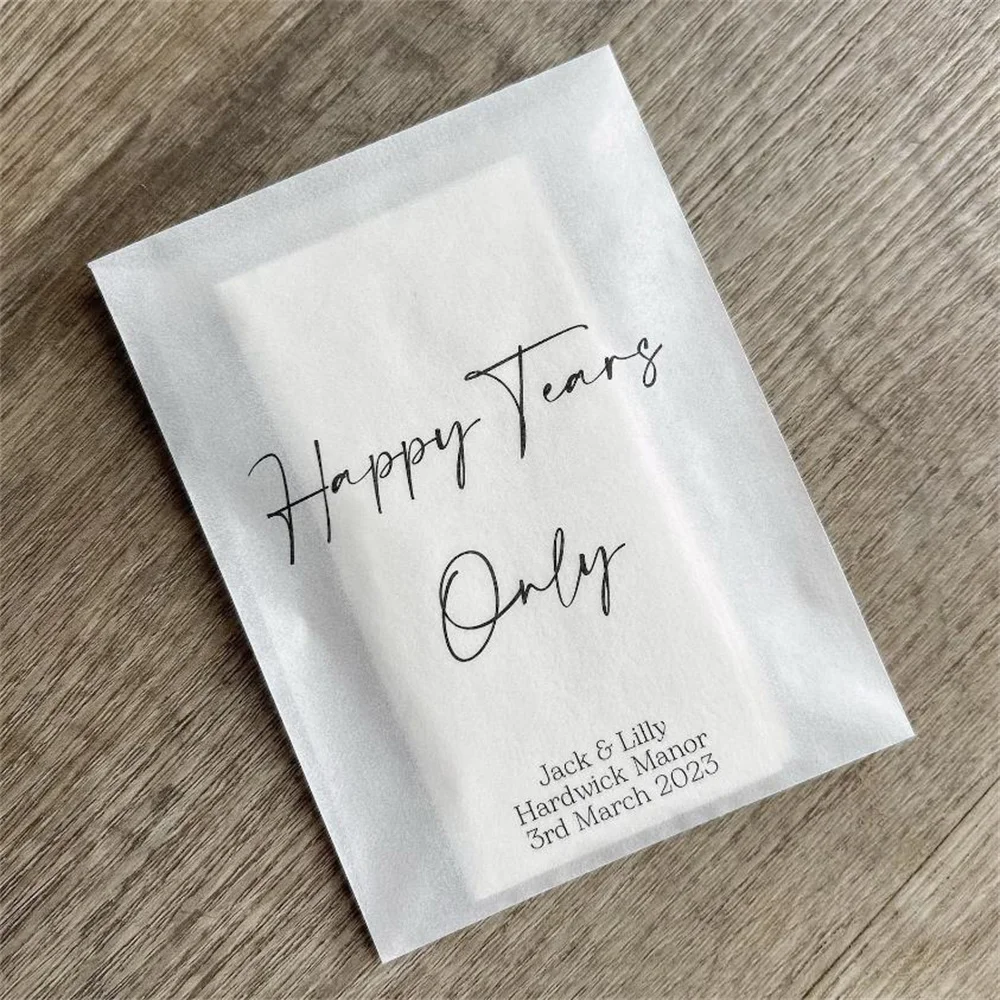 Happy Tears
Only
Jack & Lilly
Hardwick Manor
3rd March 2023